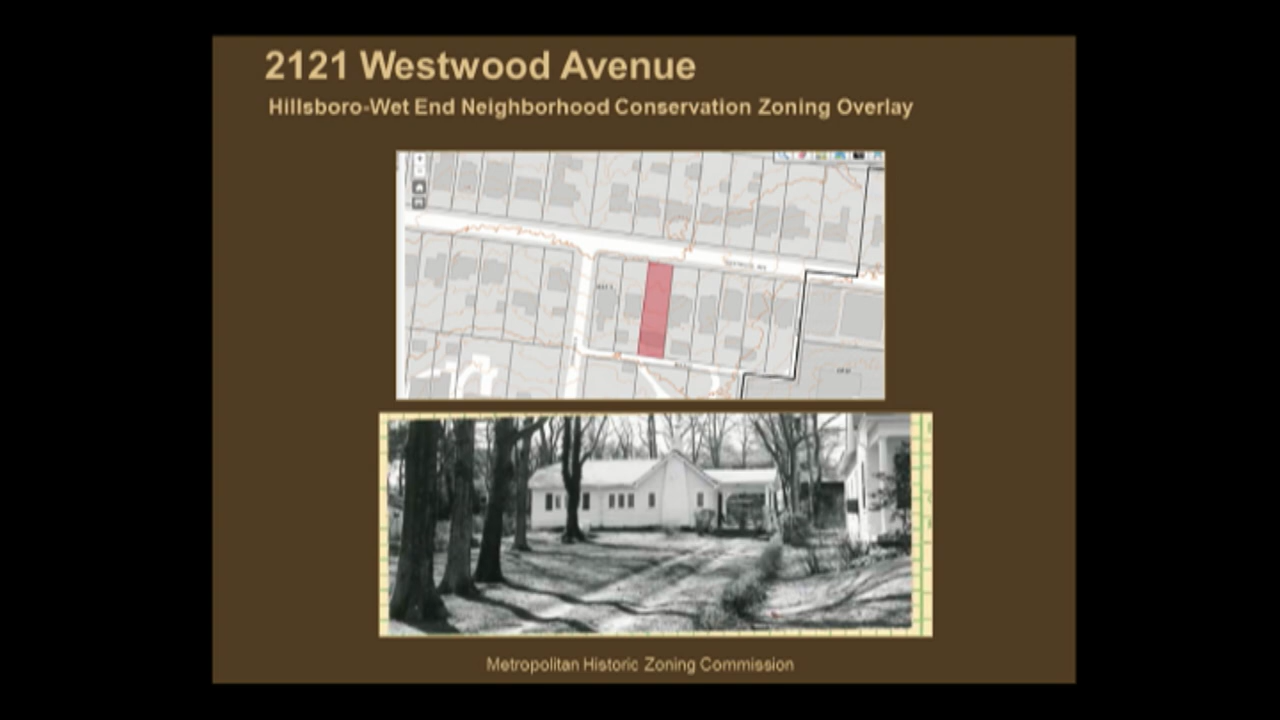 2121 Westwood Avenue
Hillsboro-Wet End Neighborhood Conservation Zoning Overlay
Metropolitan Historic Zoning Commission